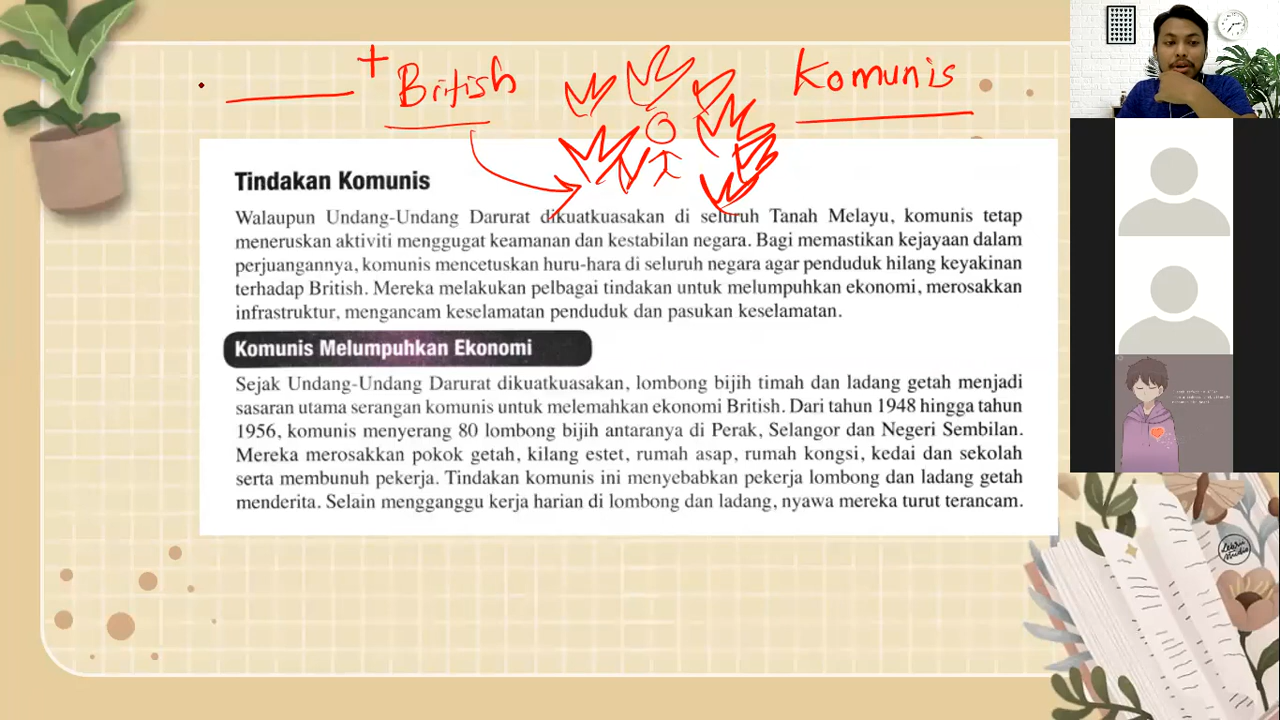 + British
Komunis
Tindakan Komunis
Walaupun Undang-Undang Darurat dikuatkuasakan di seluruh Tanah Melayu, komunis tetap
meneruskan aktiviti menggugat keamanan dan kestabilan negara. Bagi memastikan kejayaan dalam
perjuangannya, komunis mencetuskan huru-hara di seluruh negara agar penduduk hilang keyakinan
terhadap British. Mereka melakukan pelbagai tindakan untuk melumpuhkan ekonomi, merosakkan
infrastruktur, mengancam keselamatan penduduk dan pasukan keselamatan.
Komunis Melumpuhkan Ekonomi
Sejak Undang-Undang Darurat dikuatkuasakan, lombong bijih timah dan ladang getah menjadi
sasaran utama serangan komunis untuk melemahkan ekonomi British. Dari tahun 1948 hingga tahun
1956, komunis menyerang 80 lombong bijih antaranya di Perak, Selangor dan Negeri Sembilan.
Mereka merosakkan pokok getah, kilang estet, rumah asap, rumah kongsi, kedai dan sekolah
serta membunuh pekerja. Tindakan komunis ini menyebabkan pekerja lombong dan ladang getah
menderita. Selain mengganggu kerja harian di lombong dan ladang, nyawa mereka turut terancam.